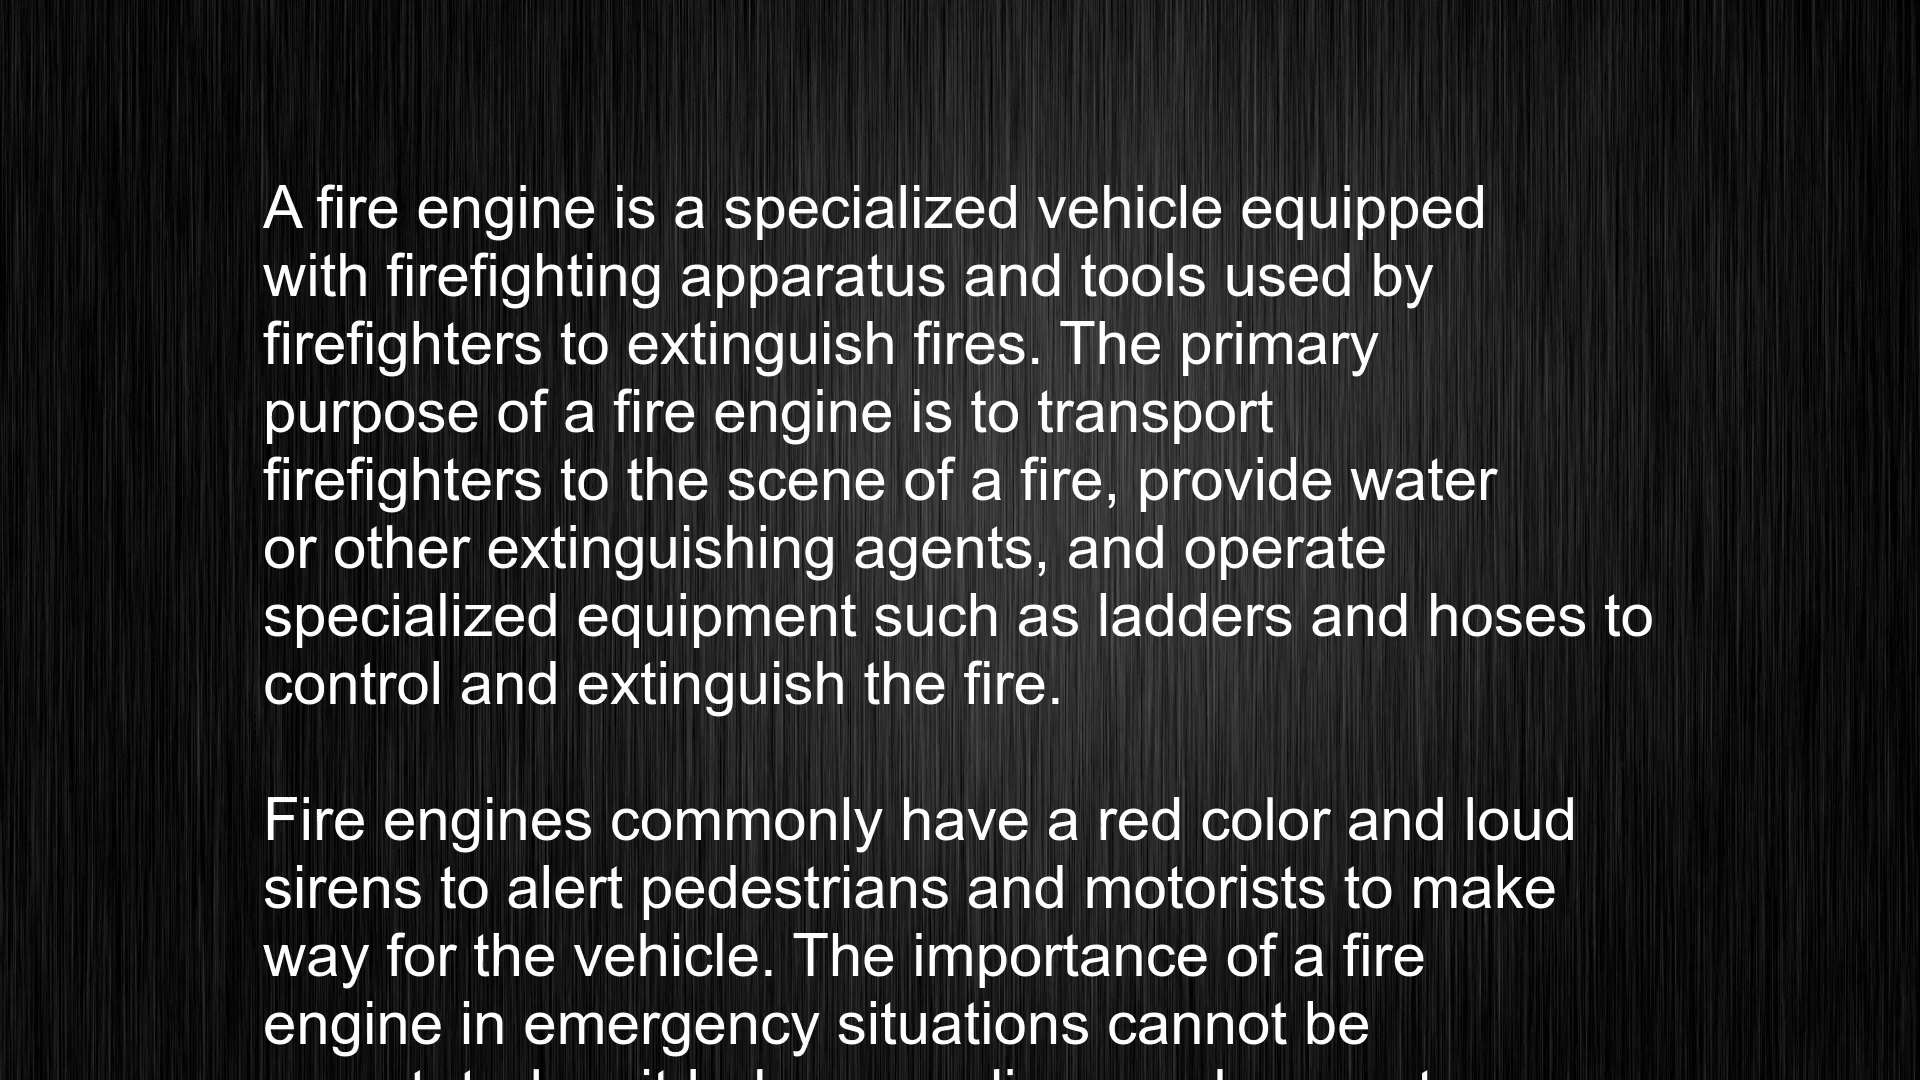 A fire engine is a specialized vehicle equipped
with firefighting apparatus and tools used by
firefighters to extinguish fires. The primary
purpose of a fire engine is to transport
firefighters to the scene of a fire, provide water
or other extinguishing agents, and operate
specialized equipment such as ladders and hoses to
control and extinguish the fire.
Fire engines commonly have a red color and loud
sirens to alert pedestrians and motorists to make
way for the vehicle. The importance of a fire
engine in emergency situations cannot be